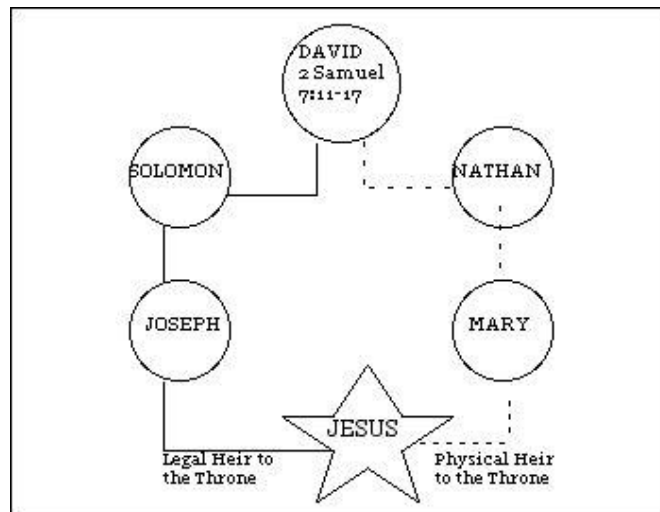 DAVID
2 Samuel
7:11-17
SOLOMON
NATHAN
JOSEPH
MARY
JESUS
Legal Heir to
the Throne
Physical Heir
to the Throne